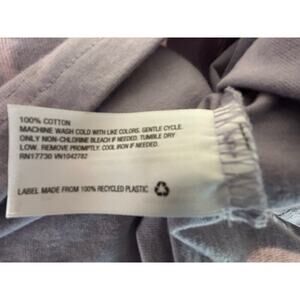 100% COTTON
MACHINE WASH COLD WITH LIKE COLORS. GENTLE CYCLE.
ONLY NON-CHLORINE BLEACH IF NEEDED. TUMBLE DRY
LOW. REMOVE PROMPTLY. COOL IRON IF NEEDED.
RN17730 VN1042782
LABEL MADE FROM 100% RECYCLED PLASTIC